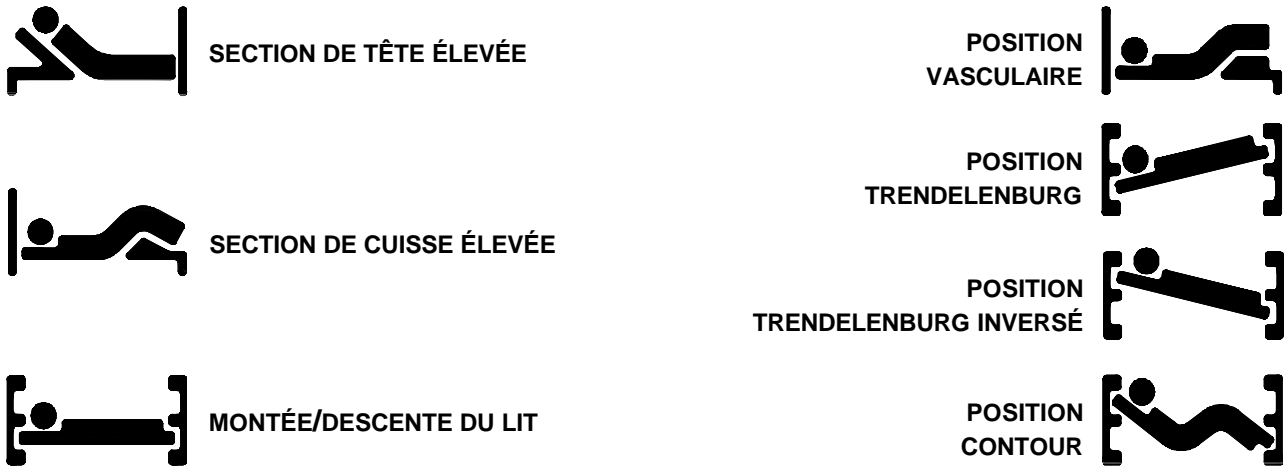 SECTION DE TÊTE ÉLEVÉE
SECTION DE CUISSE ÉLEVÉE
MONTÉE/DESCENTE DU LIT
POSITION
VASCULAIRE
POSITION
TRENDELENBURG
POSITION
TRENDELENBURG INVERSÉ
POSITION
CONTOUR